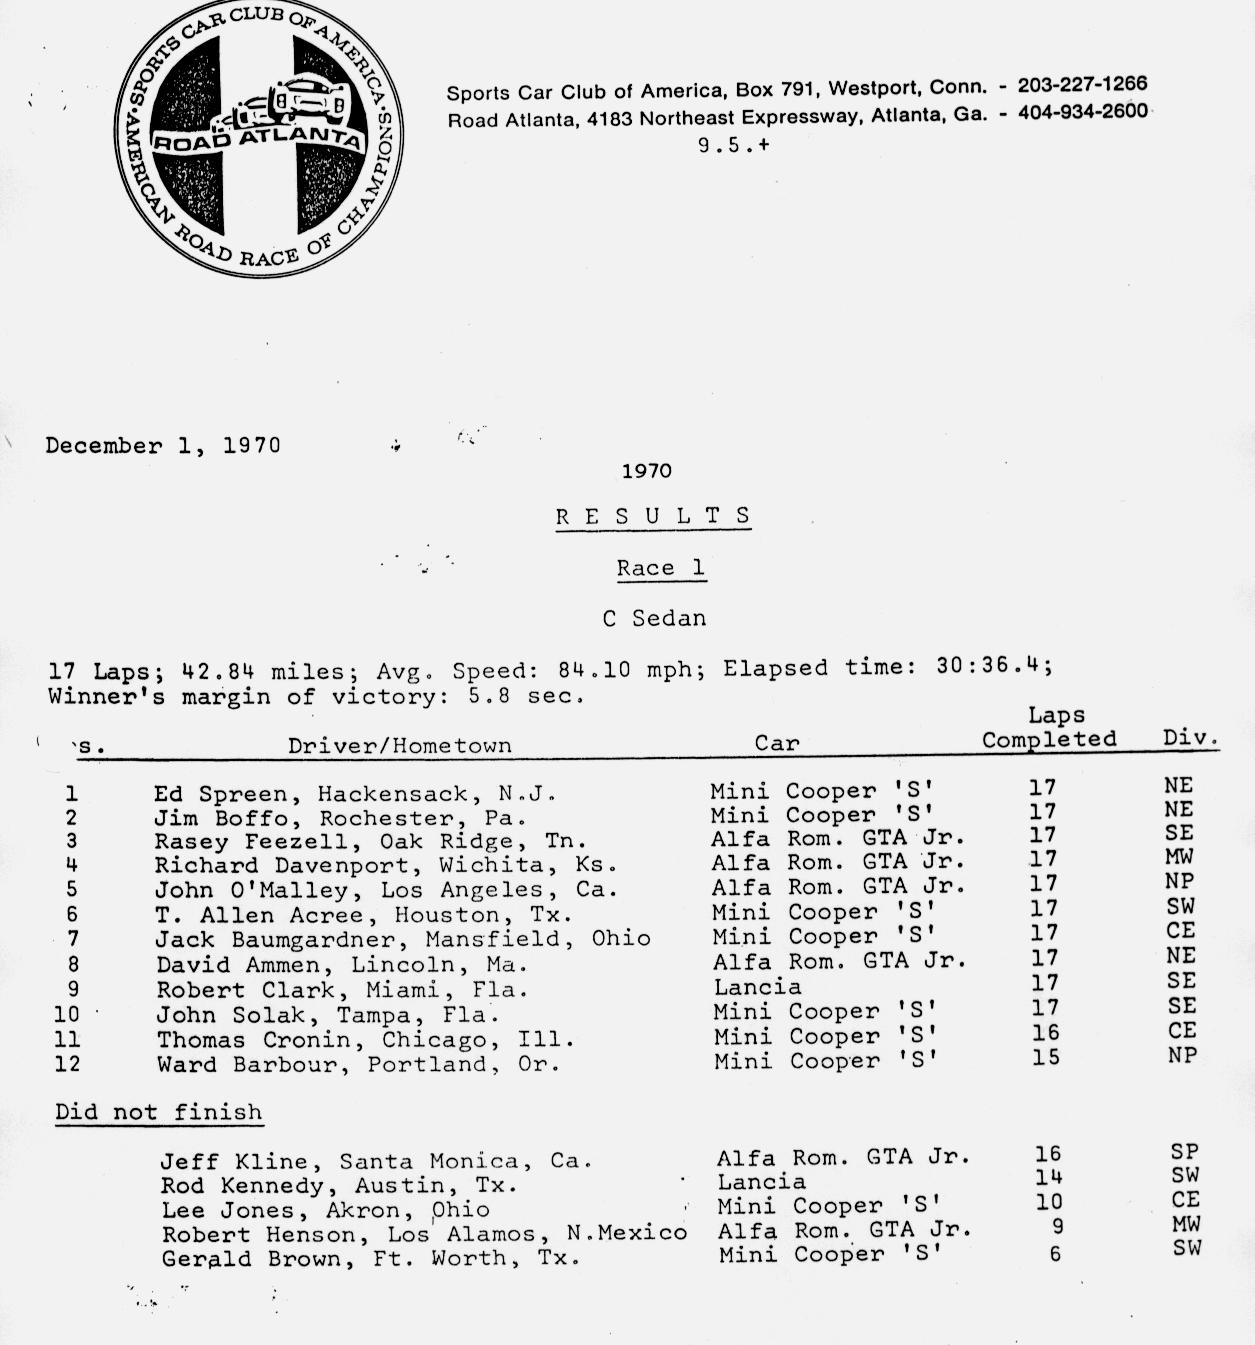 SPORTS CAR CLUB OF AMERICA • AMERICAN ROAD RACE OF CHAMPIONS •
ROAD ATLANTA
Sports Car Club of America, Box 791, Westport, Conn. - 203-227-1266
Road Atlanta, 4183 Northeast Expressway, Atlanta, Ga. - 404-934-2600
9.5.+
December 1, 1970
1970
R E S U L T S
Race 1
C Sedan
17 Laps; 42.84 miles; Avg. Speed: 84.10 mph; Elapsed time: 30:36.4;
Winner's margin of victory: 5.8 sec.
s. Driver/Hometown Car Laps Completed Div.
1 Ed Spreen, Hackensack, N.J. Mini Cooper 'S' 17 NE
2 Jim Boffo, Rochester, Pa. Mini Cooper 'S' 17 NE
3 Rasey Feezell, Oak Ridge, Tn. Alfa Rom. GTA Jr. 17 SE
4 Richard Davenport, Wichita, Ks. Alfa Rom. GTA Jr. 17 MW
5 John O'Malley, Los Angeles, Ca. Alfa Rom. GTA Jr. 17 NP
6 T. Allen Acree, Houston, Tx. Mini Cooper 'S' 17 SW
7 Jack Baumgardner, Mansfield, Ohio Mini Cooper 'S' 17 CE
8 David Ammen, Lincoln, Ma. Alfa Rom. GTA Jr. 17 NE
9 Robert Clark, Miami, Fla. Lancia 17 SE
10 John Solak, Tampa, Fla. Mini Cooper 'S' 17 SE
11 Thomas Cronin, Chicago, Ill. Mini Cooper 'S' 16 CE
12 Ward Barbour, Portland, Or. Mini Cooper 'S' 15 NP
Did not finish
Jeff Kline, Santa Monica, Ca. Alfa Rom. GTA Jr. 16 SP
Rod Kennedy, Austin, Tx. Lancia 14 SW
Lee Jones, Akron, Ohio Mini Cooper 'S' 10 CE
Robert Henson, Los Alamos, N.Mexico Alfa Rom. GTA Jr. 9 MW
Gerald Brown, Ft. Worth, Tx. Mini Cooper 'S' 6 SW